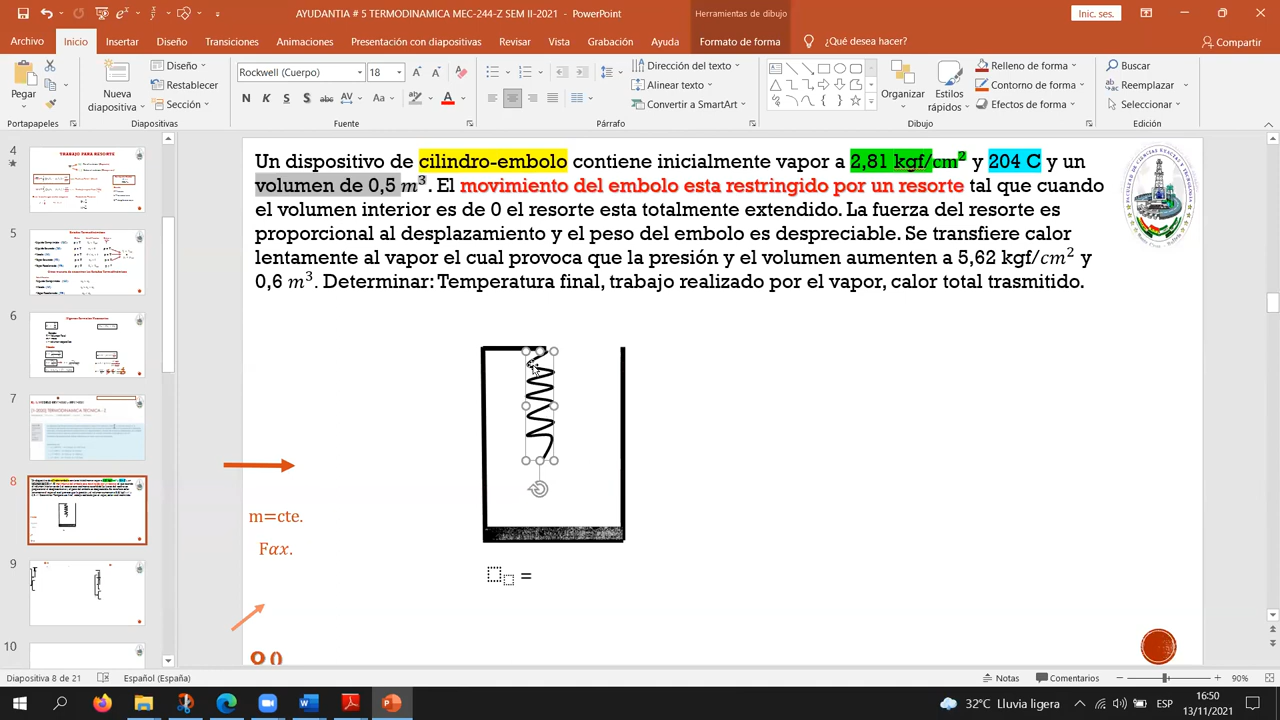 AYUDANTIA # 5 TERMODINAMICA MEC-244-Z SEM II-2021 - PowerPoint
Herramientas de dibujo
Inic. ses.
Archivo Inicio Insertar Diseño Transiciones Animaciones Presentación con diapositivas Revisar Vista Grabación Ayuda Formato de forma ¿Qué desea hacer? Compartir
Pegar
Nueva diapositiva
Diseño
Restablecer
Sección
Rockwell (Cuerpo) 18
N K S S abc AV Aa A
Dirección del texto
Alinear texto
Convertir a SmartArt
Organizar
Estilos rápidos
Relleno de forma
Contorno de forma
Efectos de forma
Buscar
Reemplazar
Seleccionar
Portapapeles Diapositivas Fuente Párrafo Dibujo Edición
4
TRABAJO PARA RESORTE
6
7
8
9
10
Un dispositivo de cilindro-embolo contiene inicialmente vapor a 2,81 kgf/cm² y 204 C y un
volumen de 0,5 m³. El movimiento del embolo esta restringido por un resorte tal que cuando
el volumen interior es de 0 el resorte esta totalmente extendido. La fuerza del resorte es
proporcional al desplazamiento y el peso del embolo es despreciable. Se transfiere calor
lentamente al vapor el cual provoca que la presión y el volumen aumenten a 5,62 kgf/cm² y
0,6 m³. Determinar: Temperatura final, trabajo realizado por el vapor, calor total trasmitido.
m=cte.
Fαx.
=
Diapositiva 8 de 21 Español (España) Notas Comentarios 90%
32°C Lluvia ligera ESP 16:50
13/11/2021